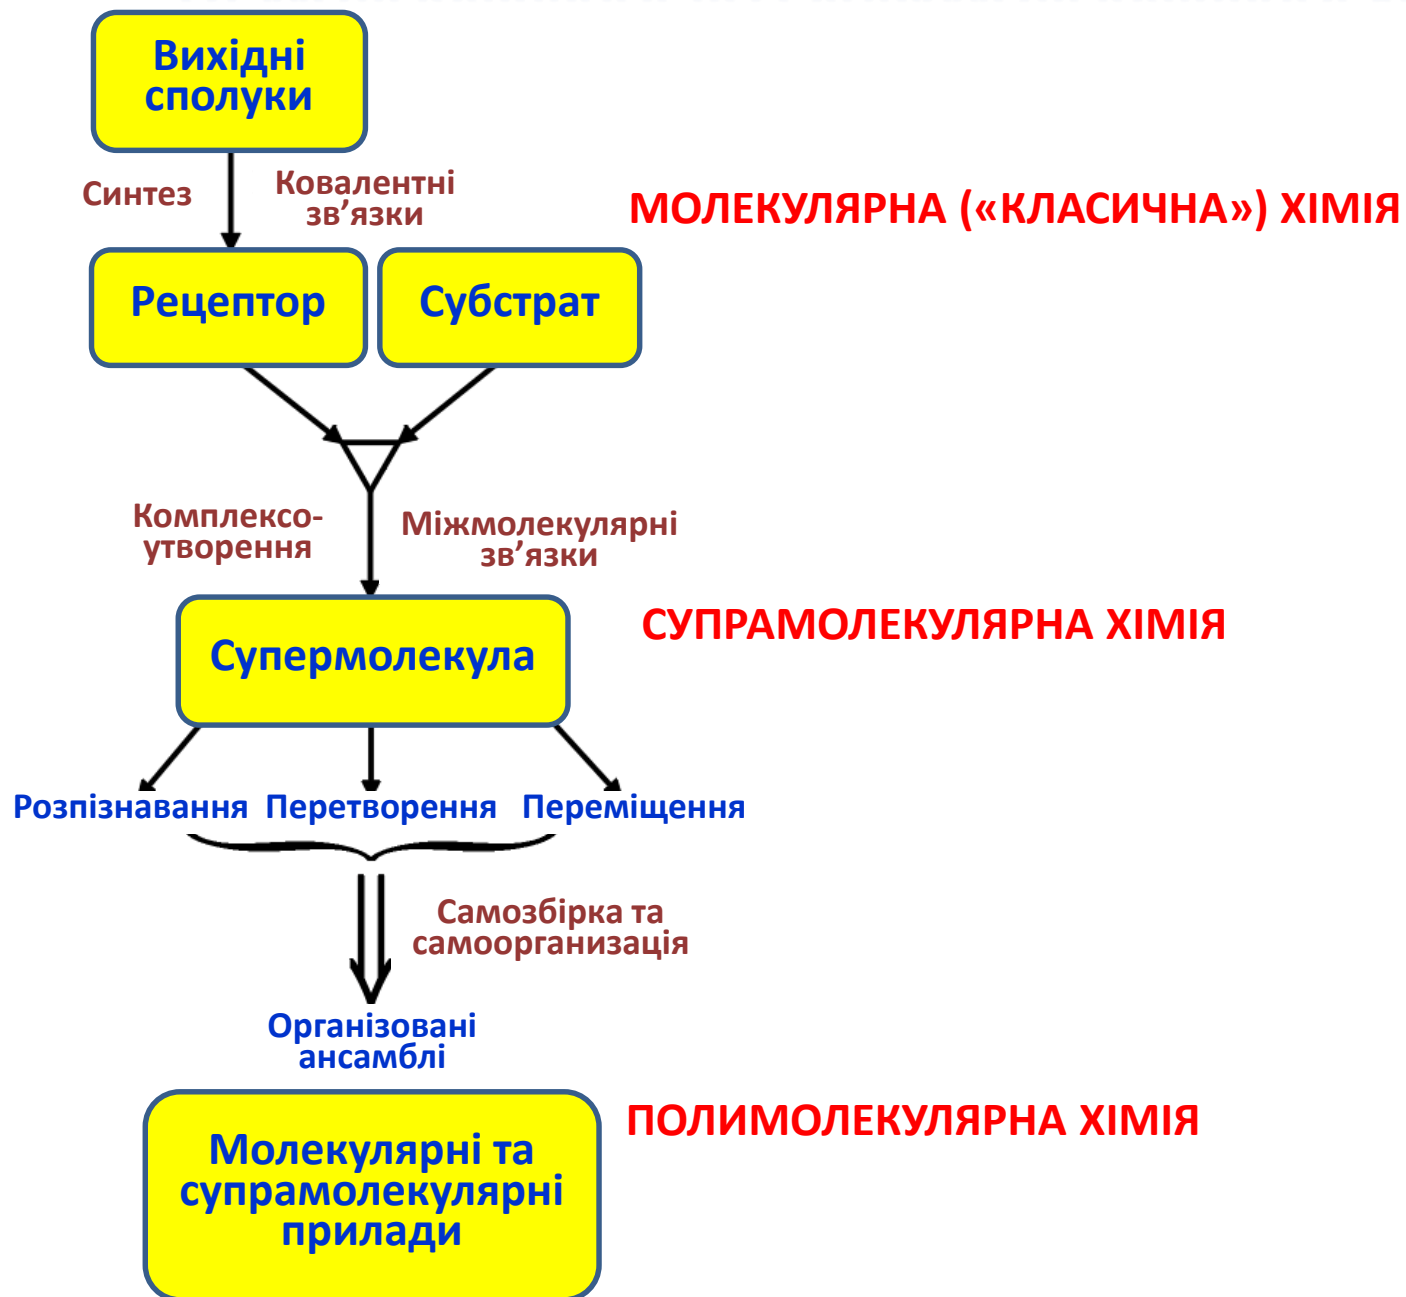 Вихідні
сполуки
Синтез
Ковалентні
зв’язки
МОЛЕКУЛЯРНА («КЛАСИЧНА») ХІМІЯ
Рецептор
Субстрат
Комплексо-
утворення
Міжмолекулярні
зв’язки
СУПРАМОЛЕКУЛЯРНА ХІМІЯ
Супермолекула
Розпізнавання Перетворення Переміщення
Самозбірка та
самоорганизація
Організовані
ансамблі
ПОЛИМОЛЕКУЛЯРНА ХІМІЯ
Молекулярні та
супрамолекулярні
прилади